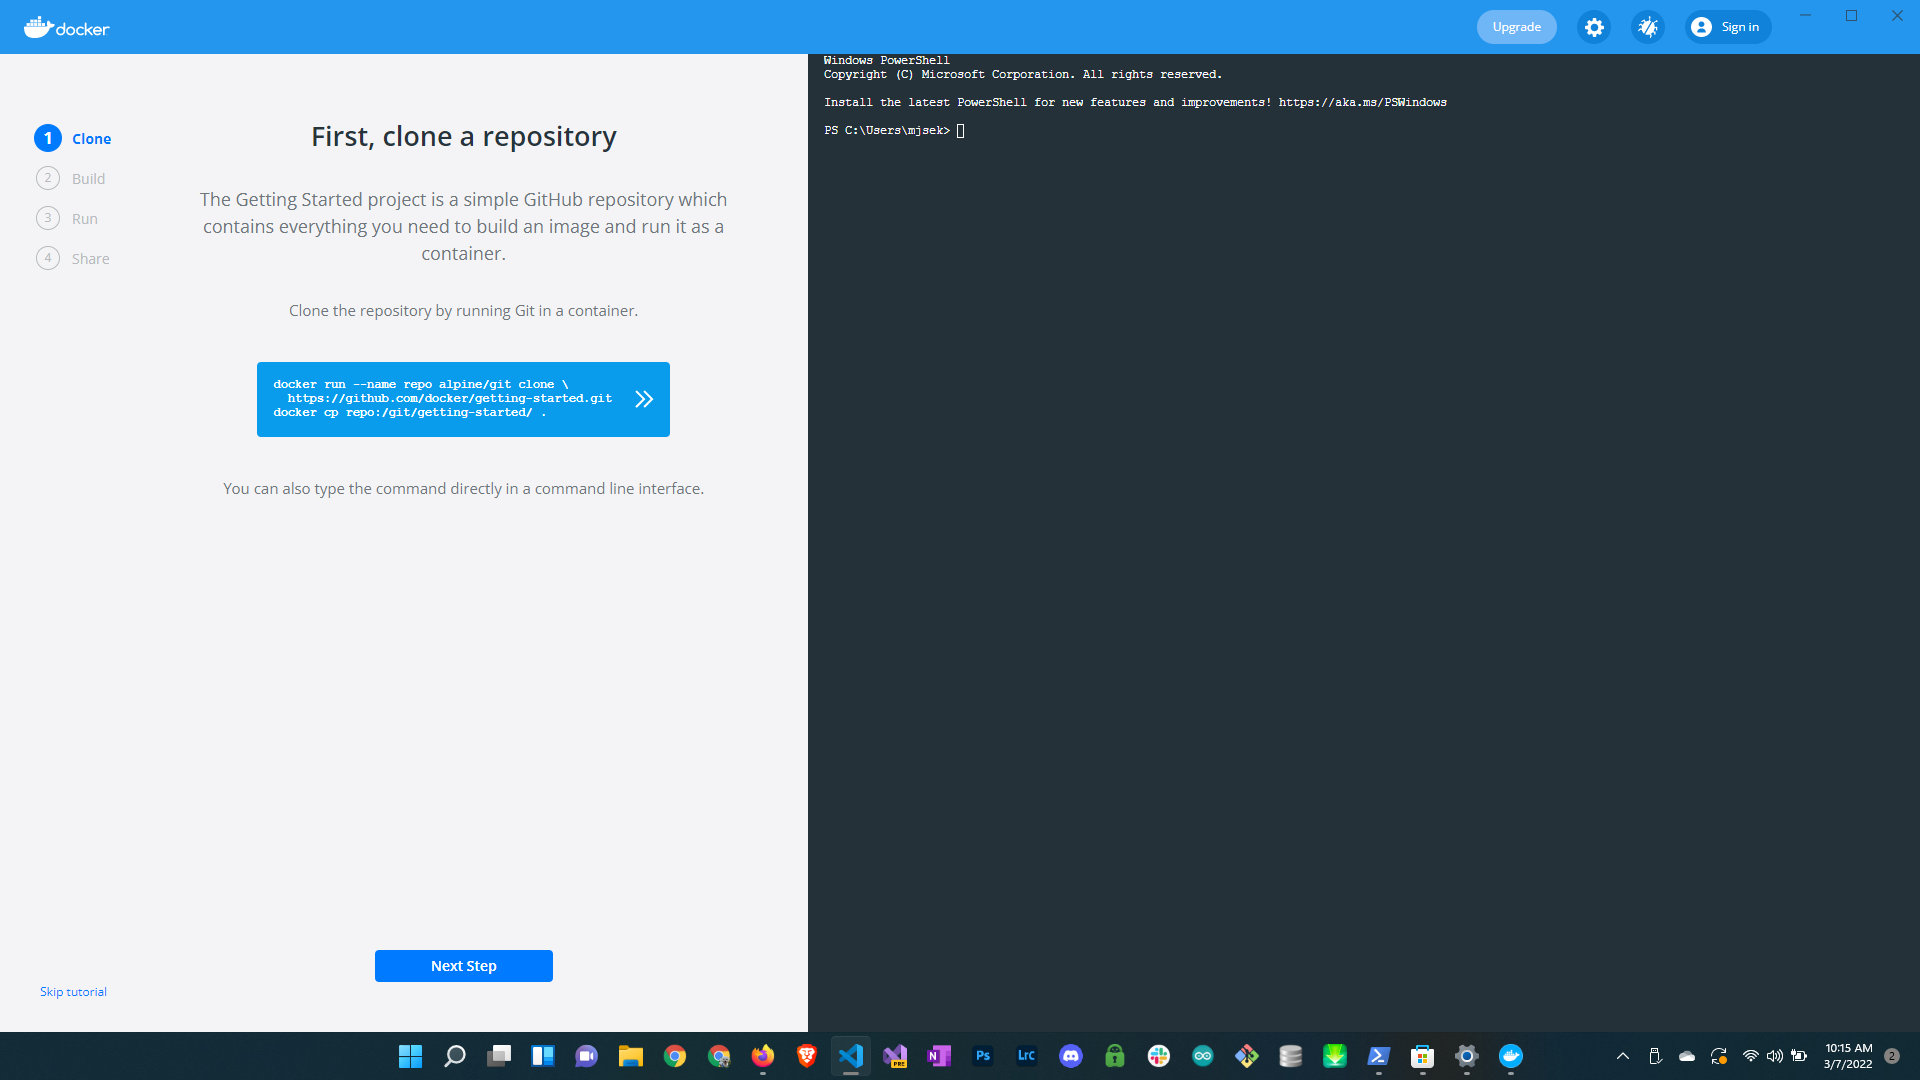 docker
Upgrade
Sign in
1 Clone
2 Build
3 Run
4 Share
First, clone a repository
The Getting Started project is a simple GitHub repository which
contains everything you need to build an image and run it as a
container.
Clone the repository by running Git in a container.
docker run --name repo alpine/git clone \
https://github.com/docker/getting-started.git
docker cp repo:/git/getting-started/ .
You can also type the command directly in a command line interface.
Next Step
Skip tutorial
Windows PowerShell
Copyright (C) Microsoft Corporation. All rights reserved.
Install the latest PowerShell for new features and improvements! https://aka.ms/PSWindows
PS C:\Users\mjsek>
N
PRE
Ps
LrC
10:15 AM
3/7/2022
2